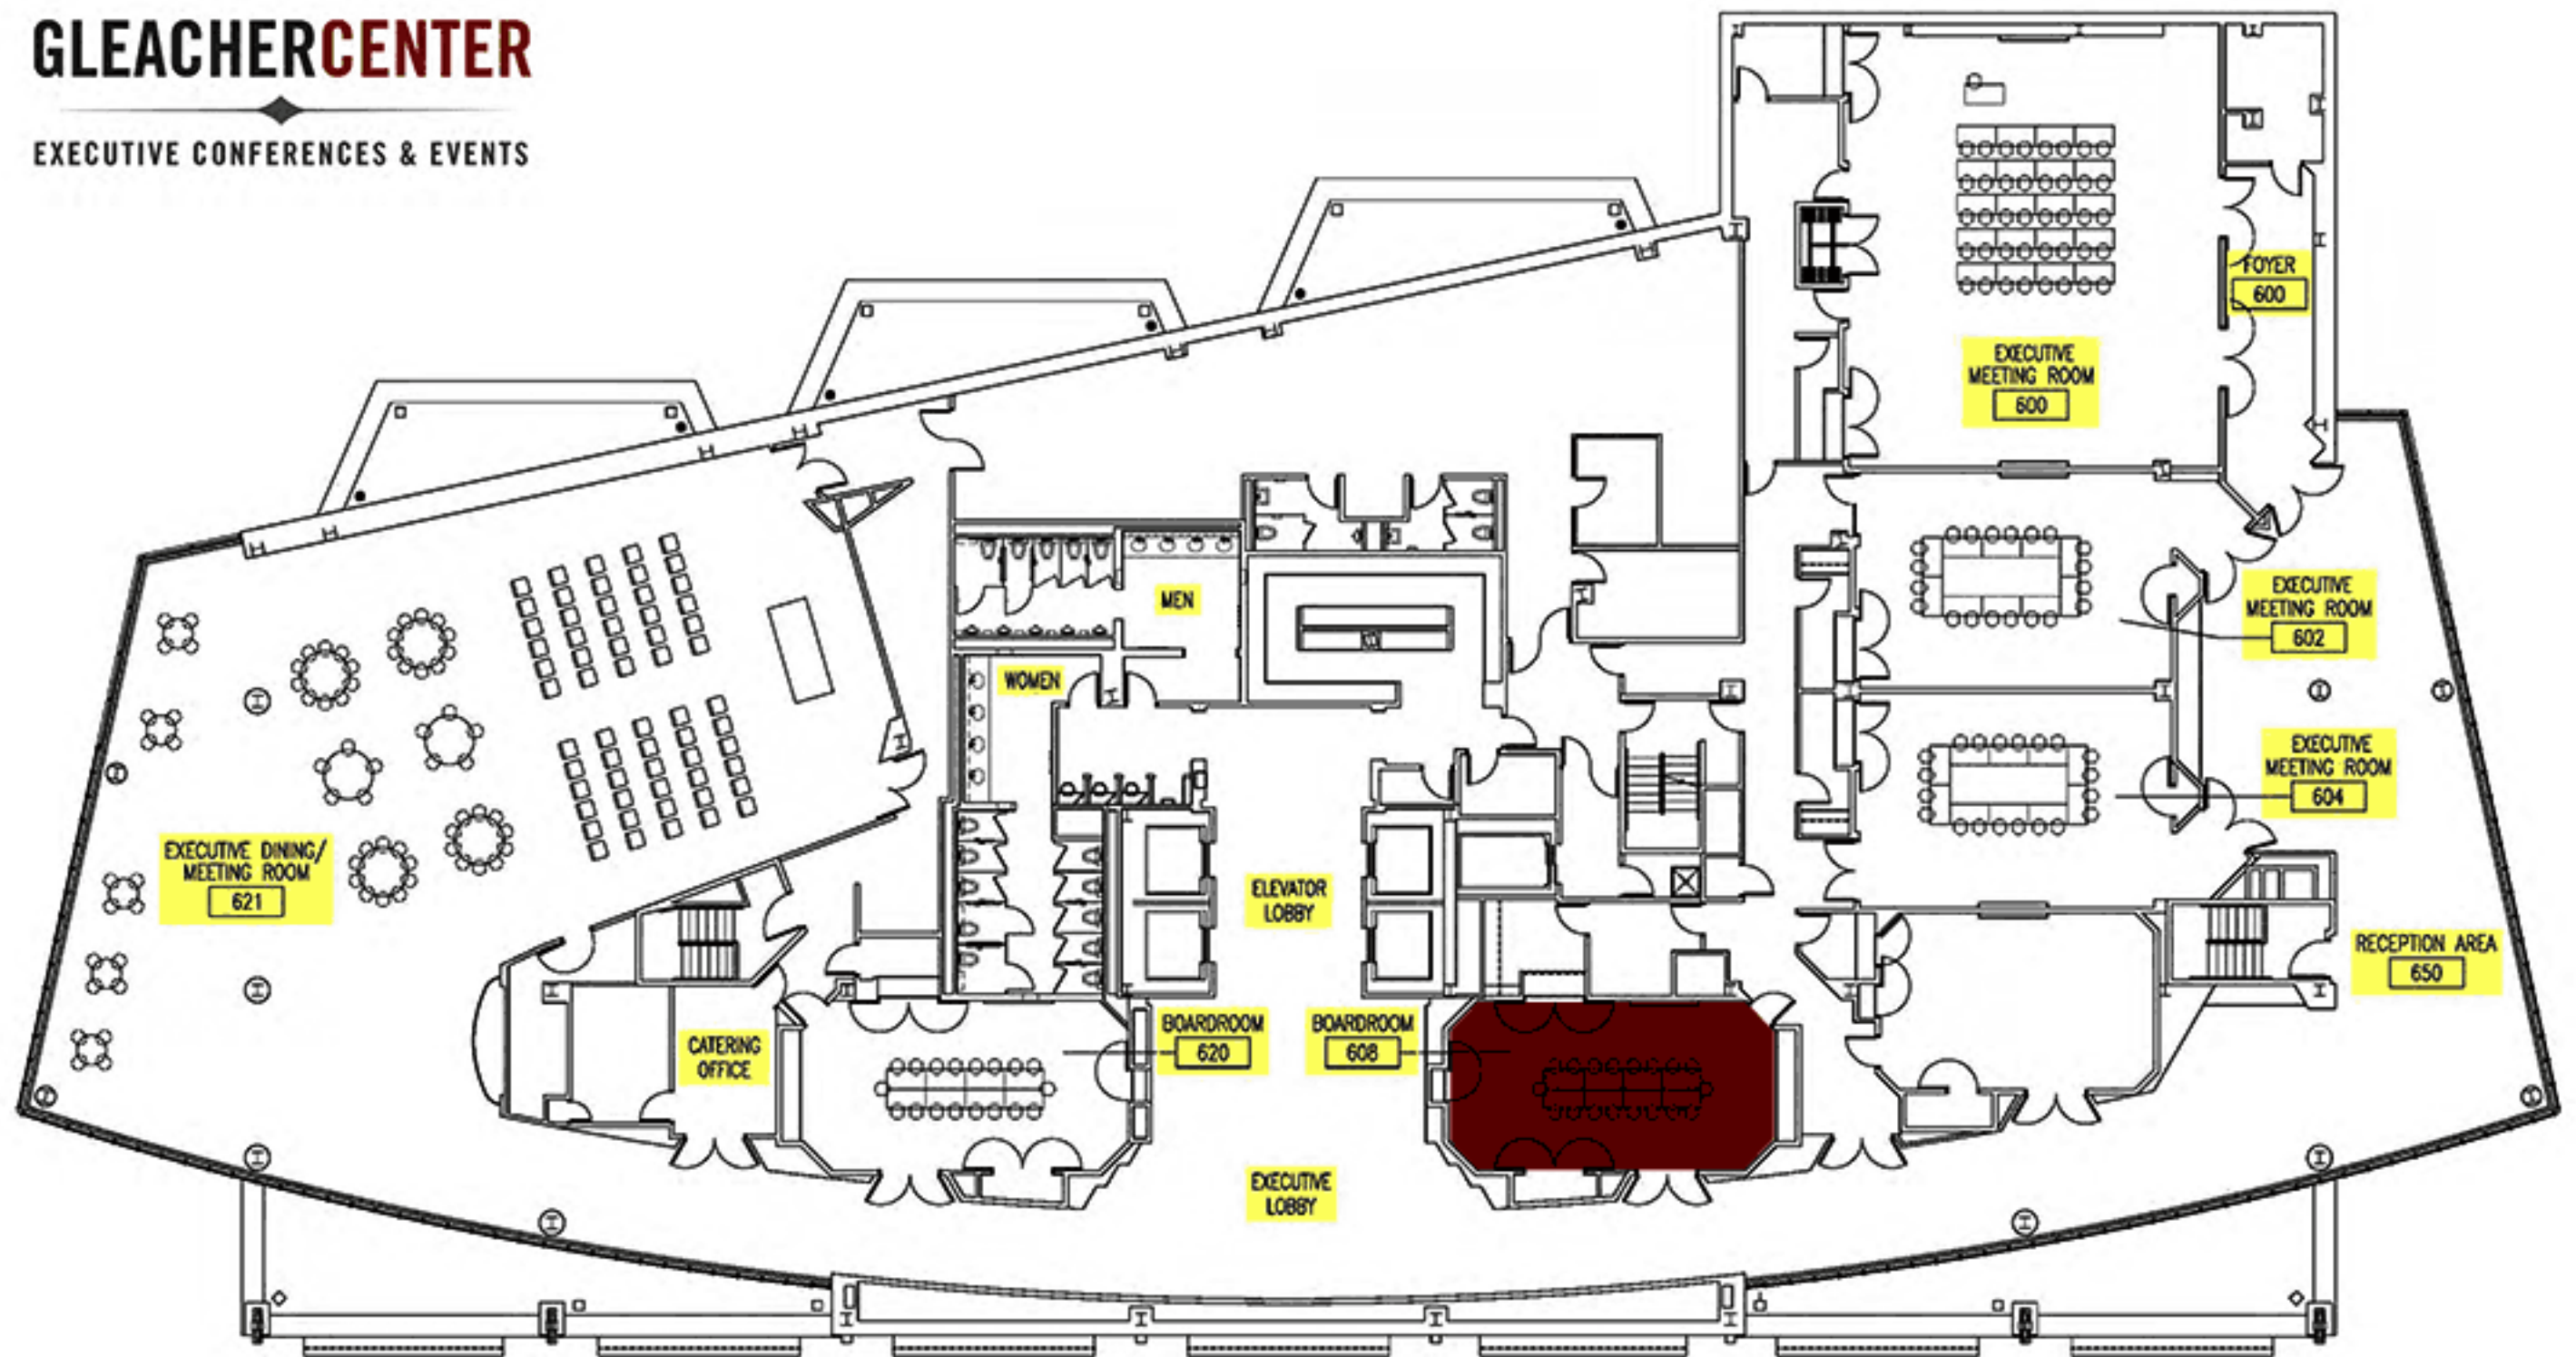 GLEACHERCENTER
EXECUTIVE CONFERENCES & EVENTS
FOYER
600
EXECUTIVE
MEETING ROOM
600
EXECUTIVE
MEETING ROOM
602
MEN
WOMEN
EXECUTIVE
MEETING ROOM
604
EXECUTIVE DINING/
MEETING ROOM
621
ELEVATOR
LOBBY
RECEPTION AREA
650
CATERING
OFFICE
BOARDROOM
620
BOARDROOM
608
EXECUTIVE
LOBBY